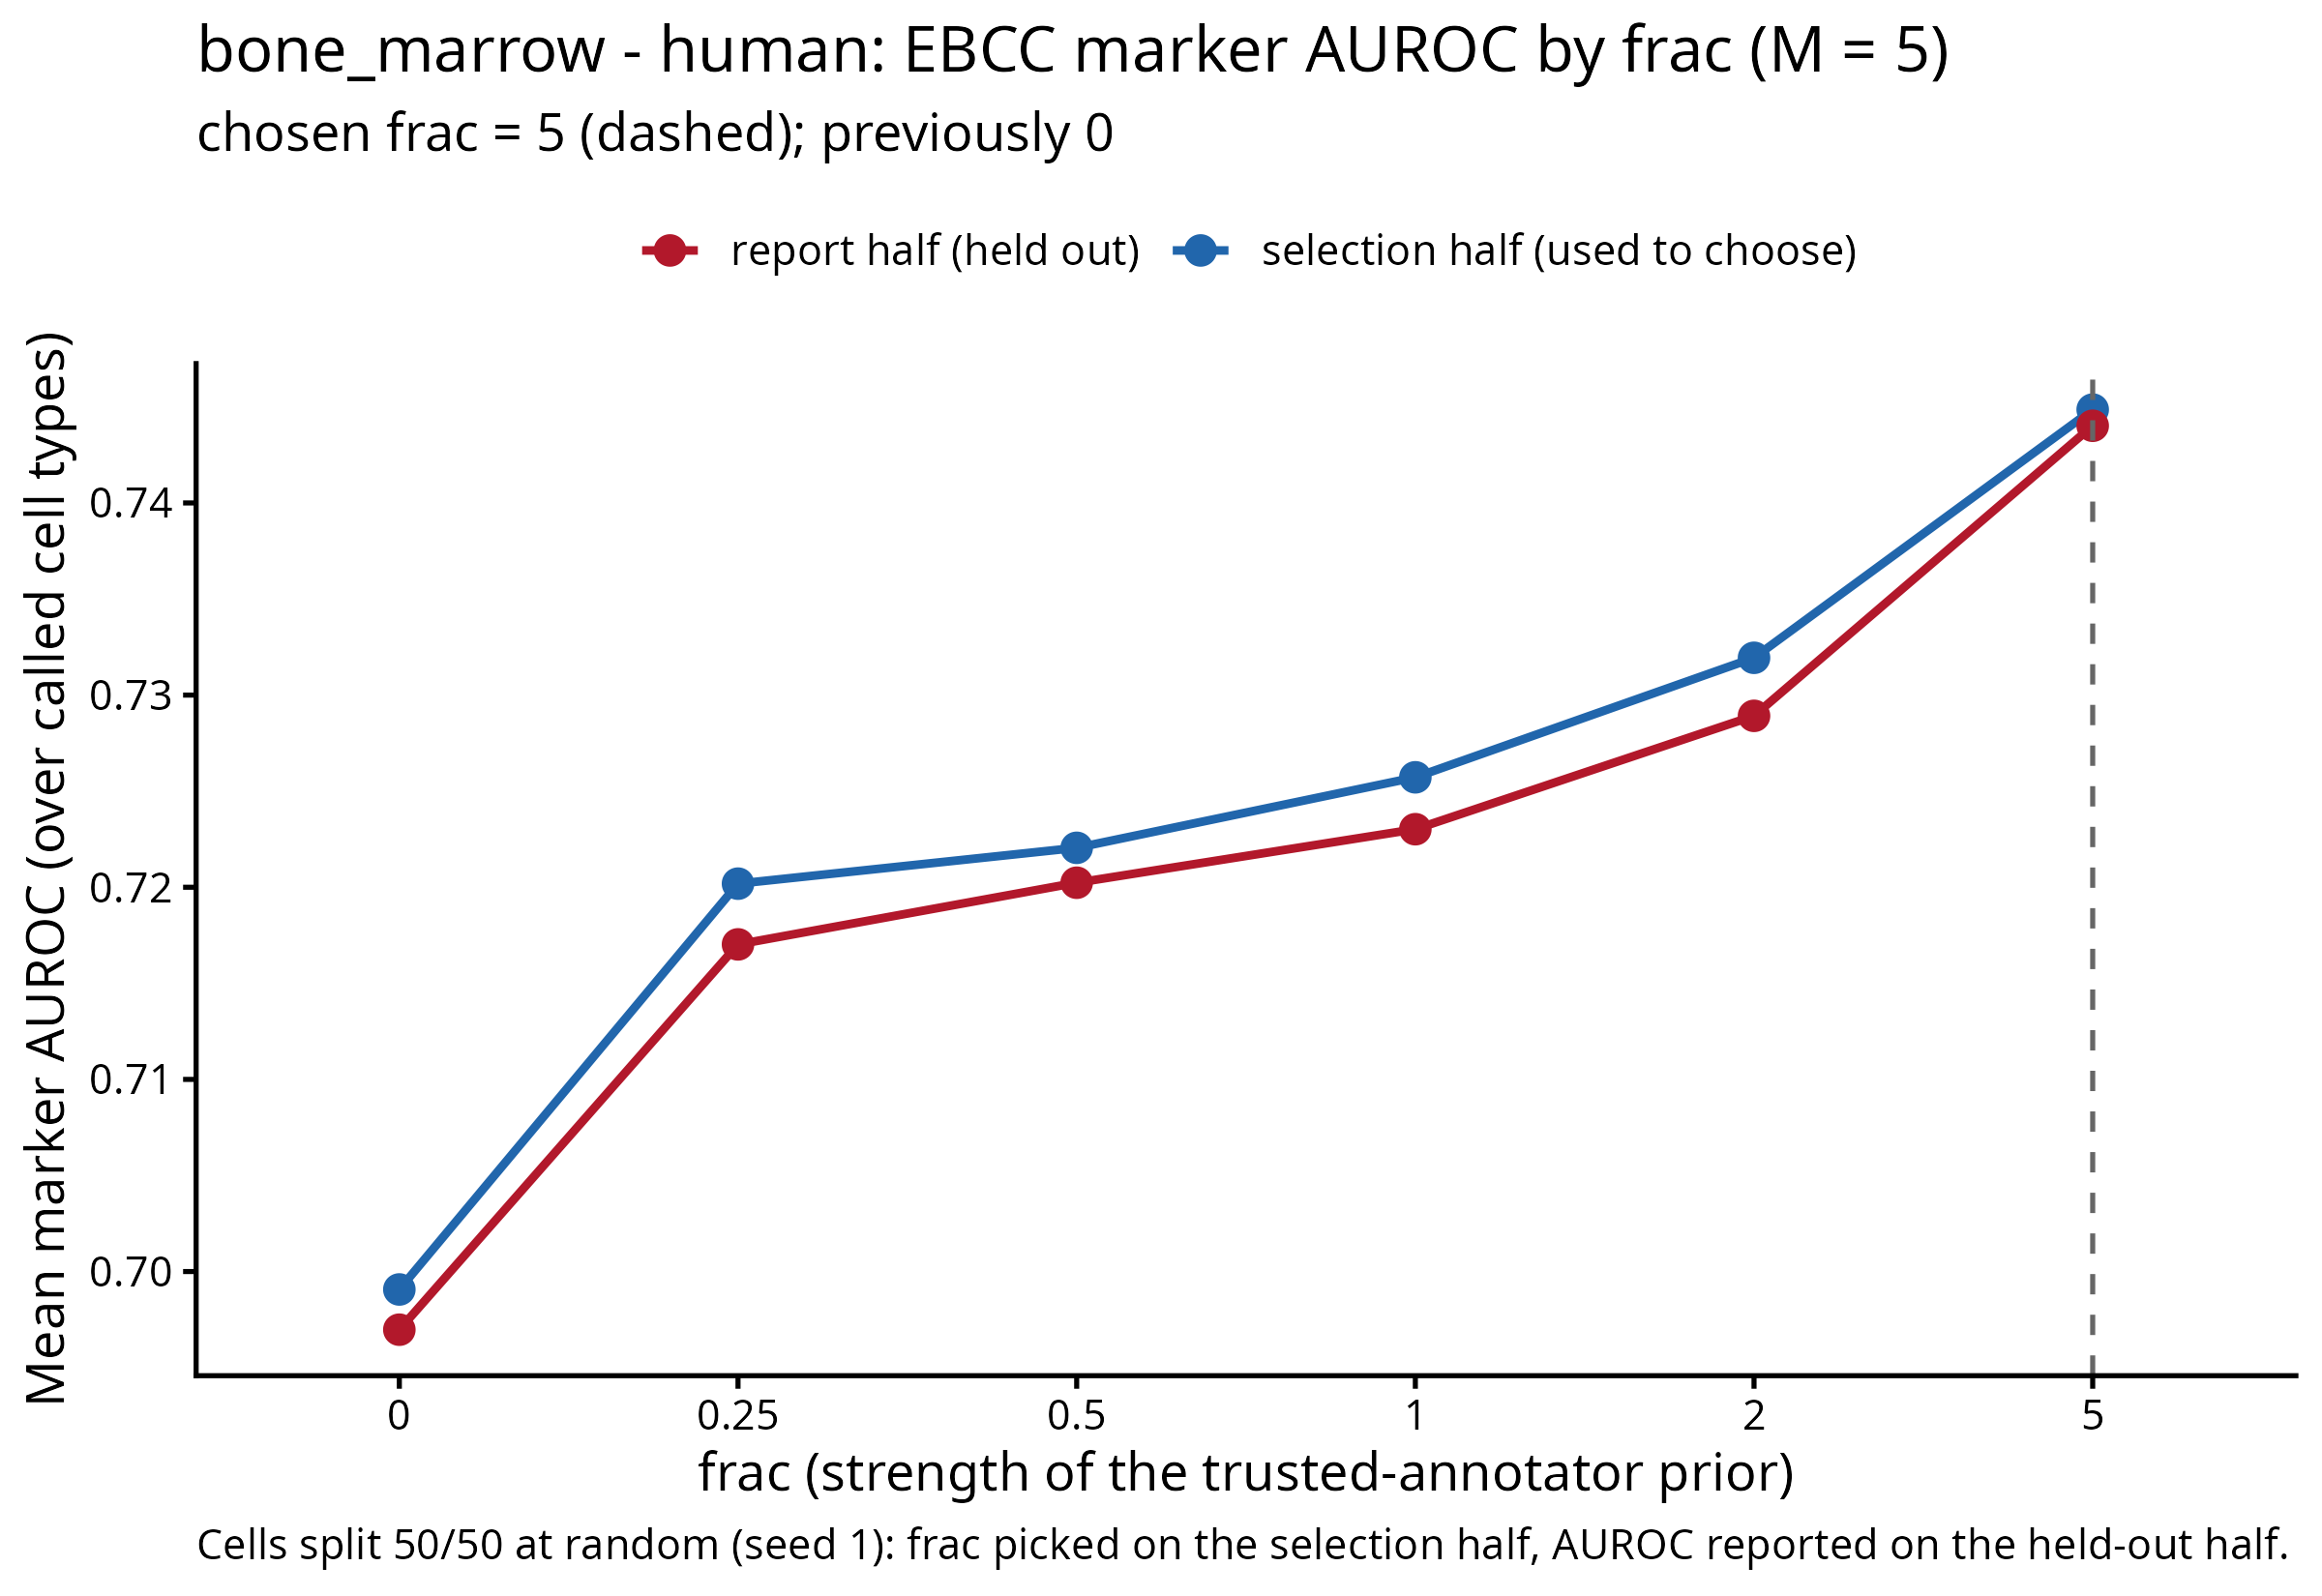 bone_marrow - human: EBCC marker AUROC by frac (M = 5)
chosen frac = 5 (dashed); previously 0
report half (held out)
selection half (used to choose)
Mean marker AUROC (over called cell types)
0.74
0.73
0.72
0.71
0.70
0
0.25
0.5
1
2
5
frac (strength of the trusted-annotator prior)
Cells split 50/50 at random (seed 1): frac picked on the selection half, AUROC reported on the held-out half.